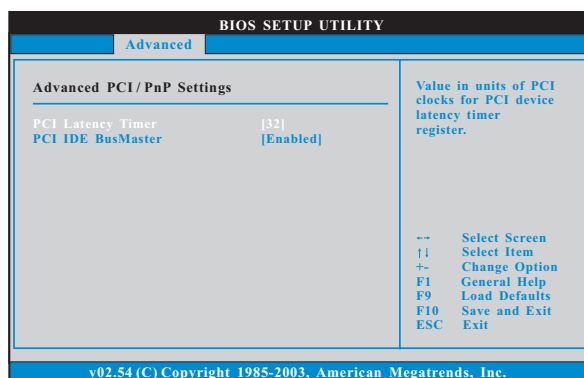 BIOS SETUP UTILITY
Advanced
Advanced PCI / PnP Settings
PCI Latency Timer [32]
PCI IDE BusMaster [Enabled]
Value in units of PCI
clocks for PCI device
latency timer
register.
←→ Select Screen
↑↓ Select Item
+- Change Option
F1 General Help
F9 Load Defaults
F10 Save and Exit
ESC Exit
v02.54 (C) Copyright 1985-2003, American Megatrends, Inc.